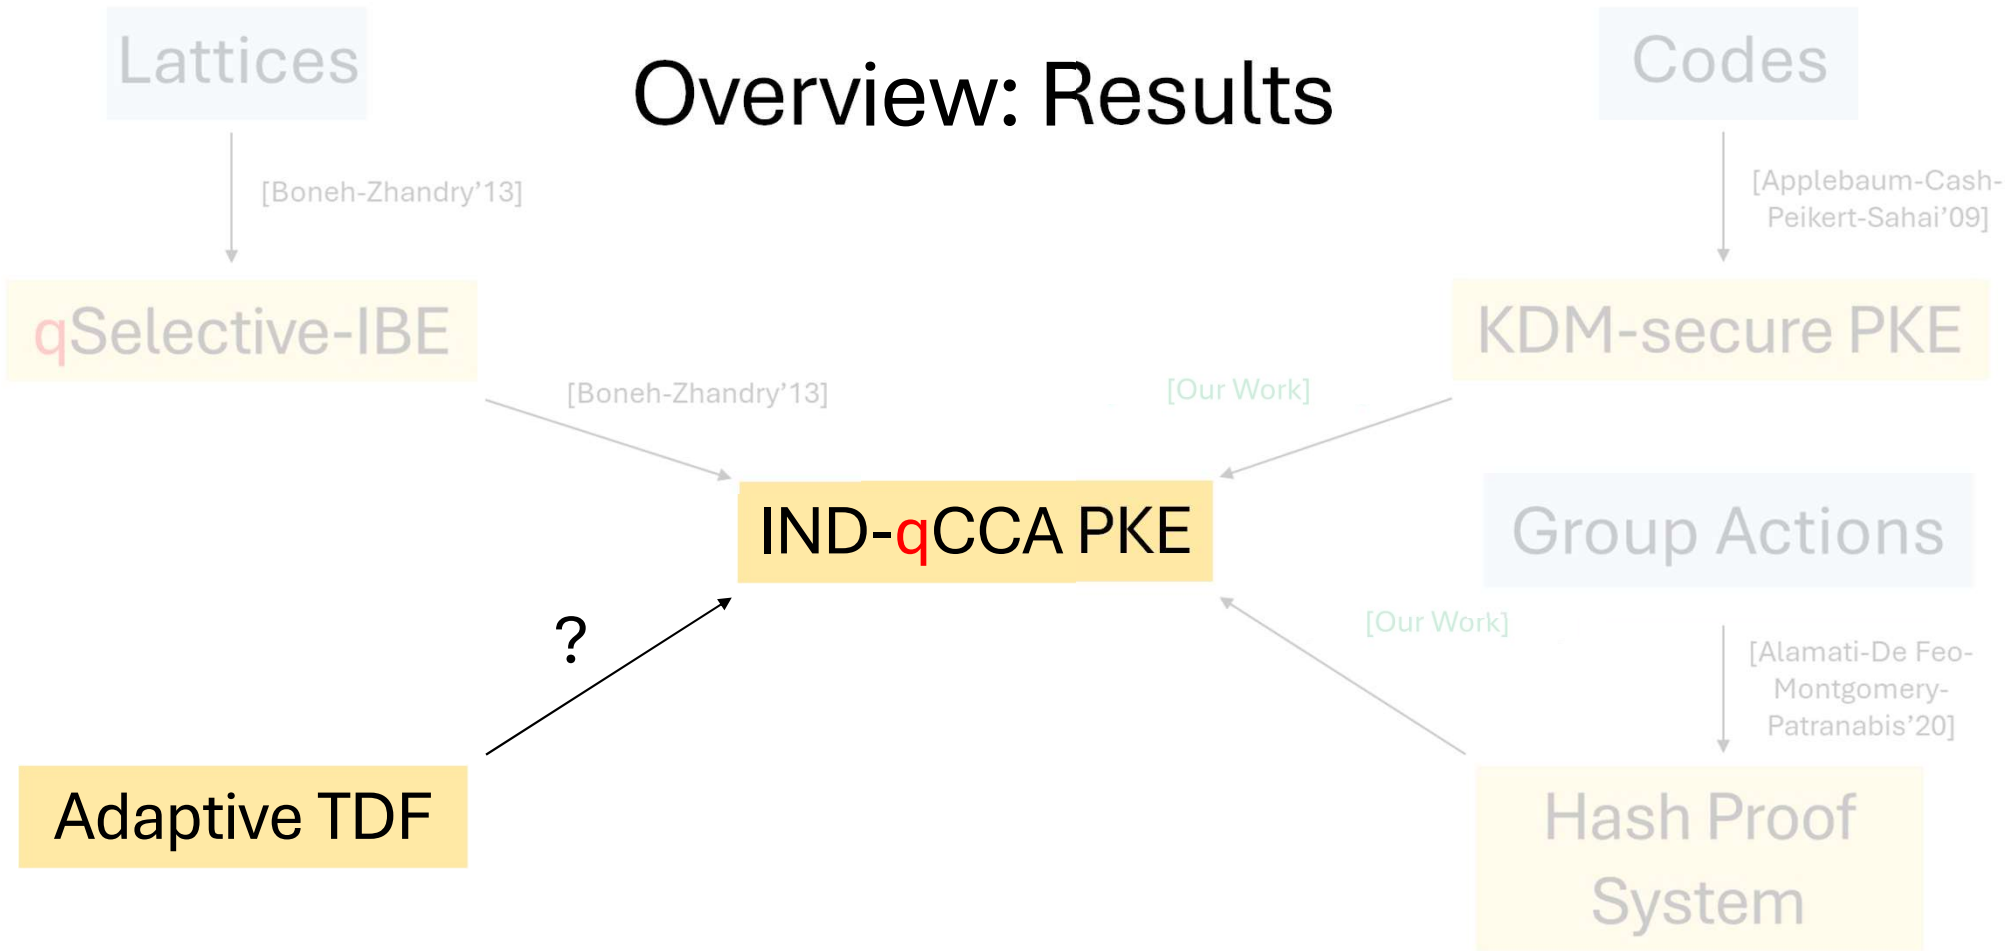 Overview: Results
Lattices
Codes
[Boneh-Zhandry’13]
[Applebaum-Cash-
Peikert-Sahai’09]
qSelective-IBE
KDM-secure PKE
[Boneh-Zhandry’13]
[Our Work]
IND-qCCA PKE
Group Actions
?
[Our Work]
[Alamati-De Feo-
Montgomery-
Patranabis’20]
Adaptive TDF
Hash Proof
System